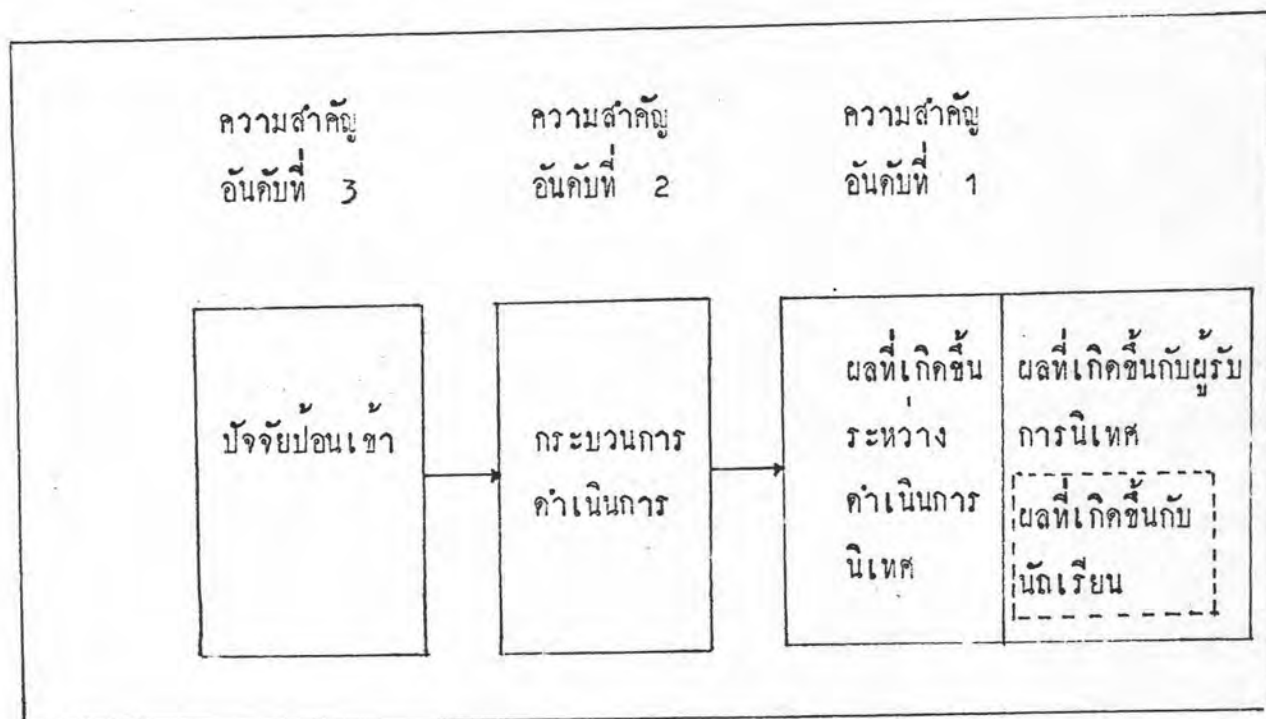 ความสำคัญ
อันดับที่ 3
ความสำคัญ
อันดับที่ 2
ความสำคัญ
อันดับที่ 1
ปัจจัยป้อนเข้า
กระบวนการ
ดำเนินการ
ผลที่เกิดขึ้น
ระหว่าง
ดำเนินการ
นิเทศ
ผลที่เกิดขึ้นกับผู้รับ
การนิเทศ
ผลที่เกิดขึ้นกับ
นักเรียน